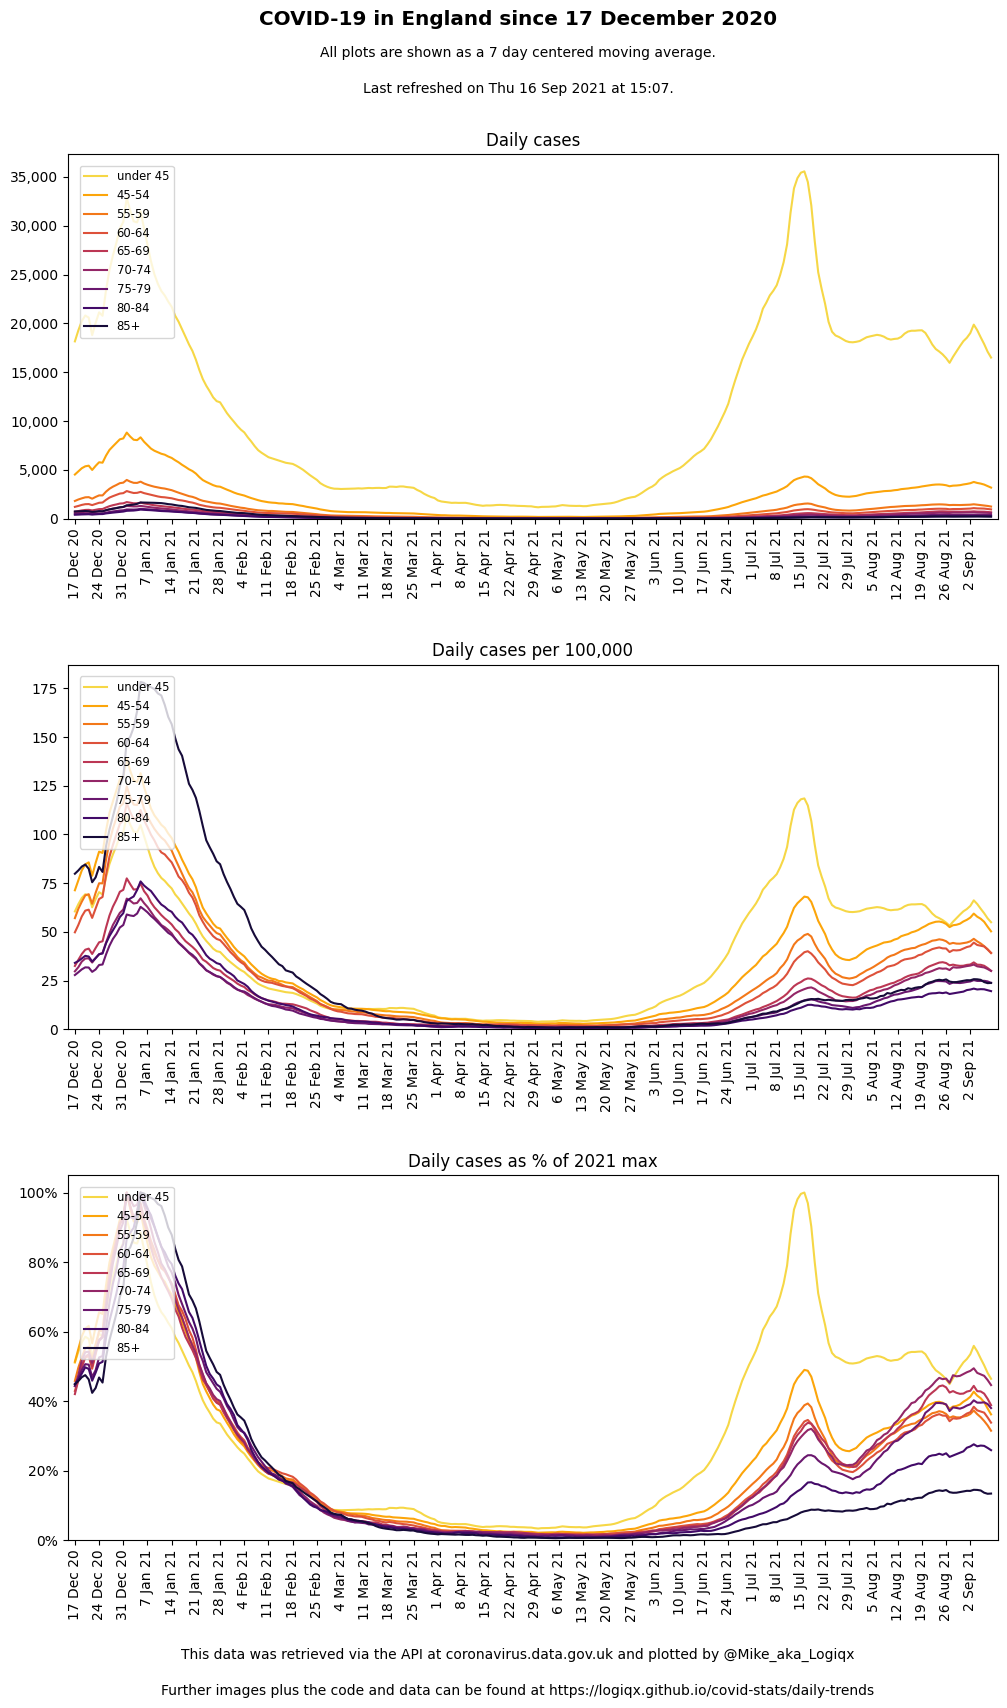 COVID-19 in England since 17 December 2020
All plots are shown as a 7 day centered moving average.
Last refreshed on Thu 16 Sep 2021 at 15:07.
Daily cases
35,000
30,000
25,000
20,000
15,000
10,000
5,000
0
under 45
45-54
55-59
60-64
65-69
70-74
75-79
80-84
85+
17 Dec 20
24 Dec 20
31 Dec 20
7 Jan 21
14 Jan 21
21 Jan 21
28 Jan 21
4 Feb 21
11 Feb 21
18 Feb 21
25 Feb 21
4 Mar 21
11 Mar 21
18 Mar 21
25 Mar 21
1 Apr 21
8 Apr 21
15 Apr 21
22 Apr 21
29 Apr 21
6 May 21
13 May 21
20 May 21
27 May 21
3 Jun 21
10 Jun 21
17 Jun 21
24 Jun 21
1 Jul 21
8 Jul 21
15 Jul 21
22 Jul 21
29 Jul 21
5 Aug 21
12 Aug 21
19 Aug 21
26 Aug 21
2 Sep 21
Daily cases per 100,000
175
150
125
100
75
50
25
0
under 45
45-54
55-59
60-64
65-69
70-74
75-79
80-84
85+
17 Dec 20
24 Dec 20
31 Dec 20
7 Jan 21
14 Jan 21
21 Jan 21
28 Jan 21
4 Feb 21
11 Feb 21
18 Feb 21
25 Feb 21
4 Mar 21
11 Mar 21
18 Mar 21
25 Mar 21
1 Apr 21
8 Apr 21
15 Apr 21
22 Apr 21
29 Apr 21
6 May 21
13 May 21
20 May 21
27 May 21
3 Jun 21
10 Jun 21
17 Jun 21
24 Jun 21
1 Jul 21
8 Jul 21
15 Jul 21
22 Jul 21
29 Jul 21
5 Aug 21
12 Aug 21
19 Aug 21
26 Aug 21
2 Sep 21
Daily cases as % of 2021 max
100%
80%
60%
40%
20%
0%
under 45
45-54
55-59
60-64
65-69
70-74
75-79
80-84
85+
17 Dec 20
24 Dec 20
31 Dec 20
7 Jan 21
14 Jan 21
21 Jan 21
28 Jan 21
4 Feb 21
11 Feb 21
18 Feb 21
25 Feb 21
4 Mar 21
11 Mar 21
18 Mar 21
25 Mar 21
1 Apr 21
8 Apr 21
15 Apr 21
22 Apr 21
29 Apr 21
6 May 21
13 May 21
20 May 21
27 May 21
3 Jun 21
10 Jun 21
17 Jun 21
24 Jun 21
1 Jul 21
8 Jul 21
15 Jul 21
22 Jul 21
29 Jul 21
5 Aug 21
12 Aug 21
19 Aug 21
26 Aug 21
2 Sep 21
This data was retrieved via the API at coronavirus.data.gov.uk and plotted by @Mike_aka_Logiqx
Further images plus the code and data can be found at https://logiqx.github.io/covid-stats/daily-trends